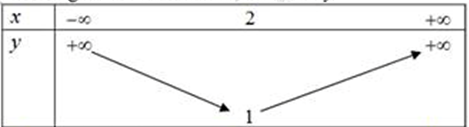 x −∞ 2 +∞
y +∞ +∞
1